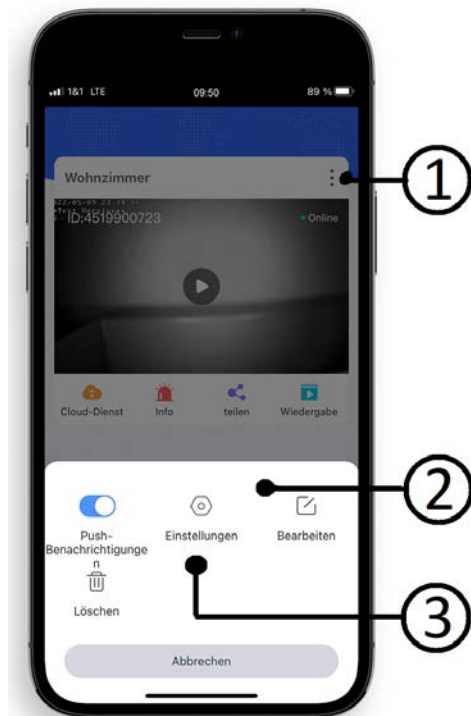 1&1 LTE 09:50 89 %
Wohnzimmer
1
ID:4519900723 Online
Cloud-Dienst Info teilen Wiedergabe
2
Push-
Benachrichtigunge
n
Einstellungen
Bearbeiten
3
Löschen
Abbrechen